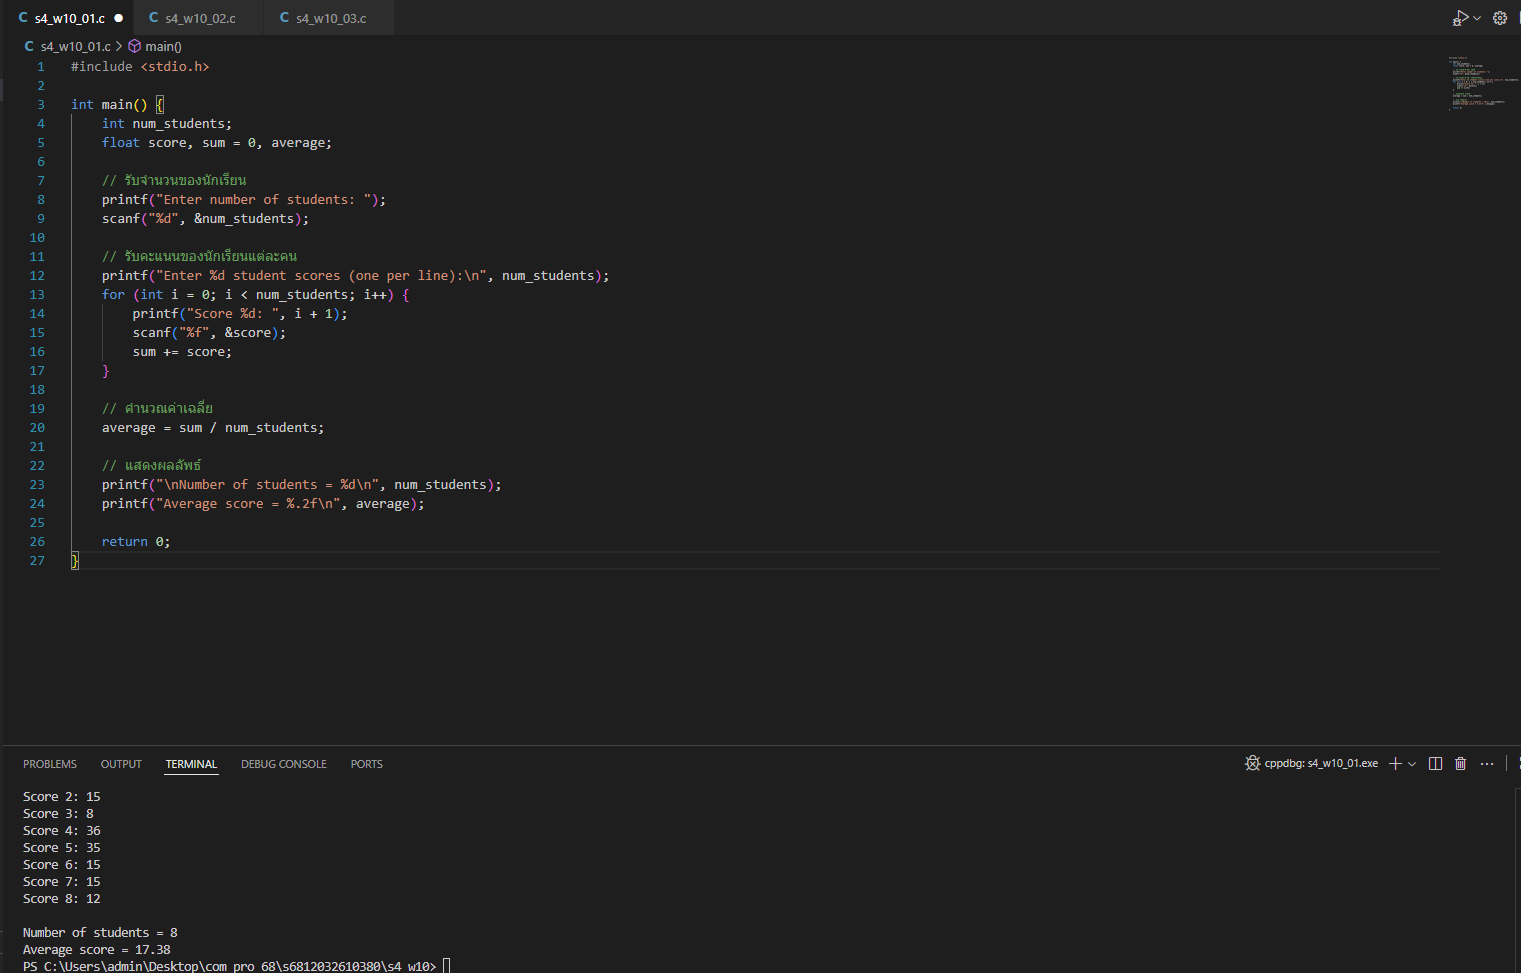 C s4_w10_01.c ● C s4_w10_02.c C s4_w10_03.c
C s4_w10_01.c > main()
1 #include <stdio.h>
2
3 int main() {
4 int num_students;
5 float score, sum = 0, average;
6
7 // รับจำนวนของนักเรียน
8 printf("Enter number of students: ");
9 scanf("%d", &num_students);
10
11 // รับคะแนนของนักเรียนแต่ละคน
12 printf("Enter %d student scores (one per line):\n", num_students);
13 for (int i = 0; i < num_students; i++) {
14 printf("Score %d: ", i + 1);
15 scanf("%f", &score);
16 sum += score;
17 }
18
19 // คำนวณค่าเฉลี่ย
20 average = sum / num_students;
21
22 // แสดงผลลัพธ์
23 printf("\nNumber of students = %d\n", num_students);
24 printf("Average score = %.2f\n", average);
25
26 return 0;
27 }
PROBLEMS OUTPUT TERMINAL DEBUG CONSOLE PORTS cppdbg: s4_w10_01.exe
Score 2: 15
Score 3: 8
Score 4: 36
Score 5: 35
Score 6: 15
Score 7: 15
Score 8: 12
Number of students = 8
Average score = 17.38
PS C:\Users\admin\Desktop\com pro 68\s6812032610380\s4 w10>